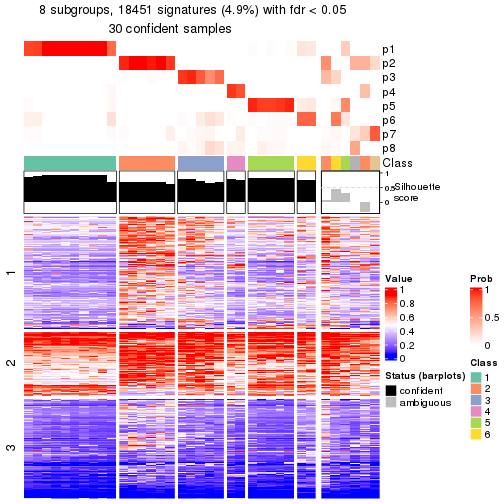 8 subgroups, 18451 signatures (4.9%) with fdr < 0.05
30 confident samples
p1
p2
p3
p4
p5
p6
p7
p8
Class
1
0.5
0
Silhouette
score
1
2
3
Value
1
0.8
0.6
0.4
0.2
0
Status (barplots)
confident
ambiguous
Prob
1
0.5
0
Class
1
2
3
4
5
6